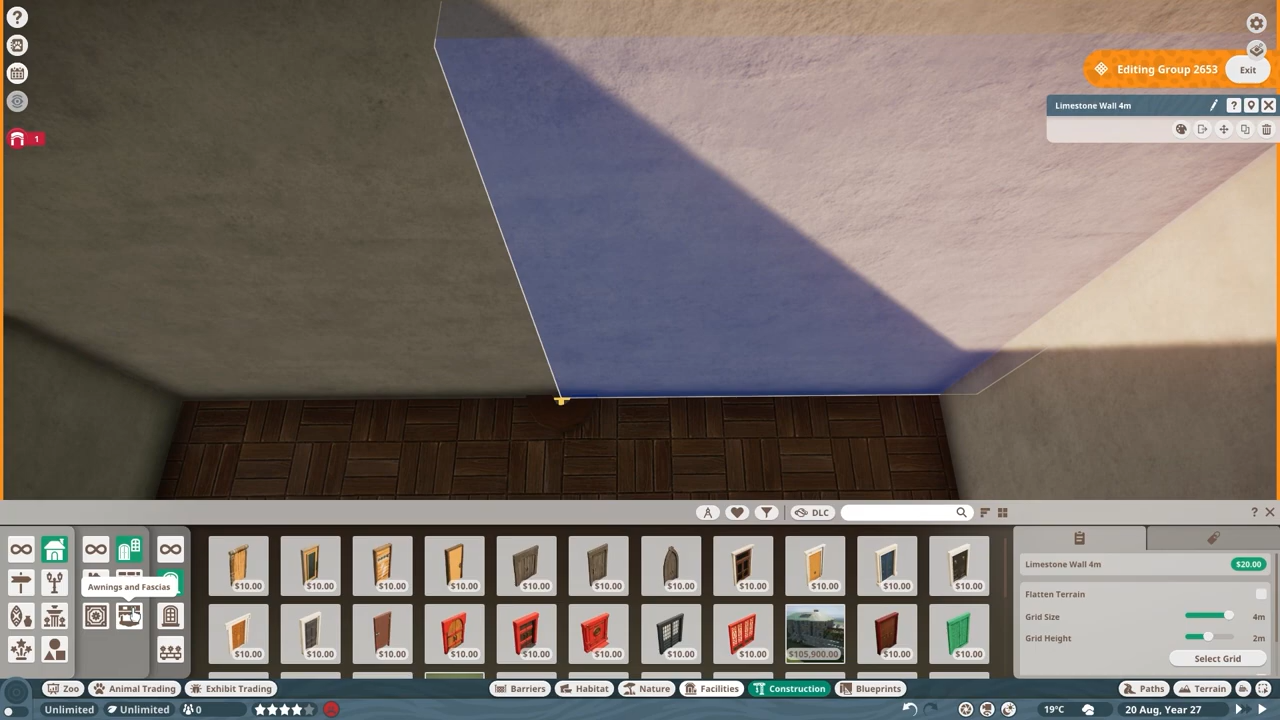 Editing Group 2653
Exit
Limestone Wall 4m
?
?
1
DLC
?
Awnings and Fascias
$10.00 $10.00 $10.00 $10.00 $10.00 $10.00 $10.00 $10.00 $10.00 $10.00 $10.00
$10.00 $10.00 $10.00 $10.00 $10.00 $10.00 $10.00 $10.00 $105,900.00 $10.00 $10.00
Limestone Wall 4m
$20.00
Flatten Terrain
Grid Size
4m
Grid Height
2m
Select Grid
Zoo
Animal Trading
Exhibit Trading
Barriers
Habitat
Nature
Facilities
Construction
Blueprints
Paths
Terrain
Unlimited
Unlimited
0
19°C
20 Aug, Year 27